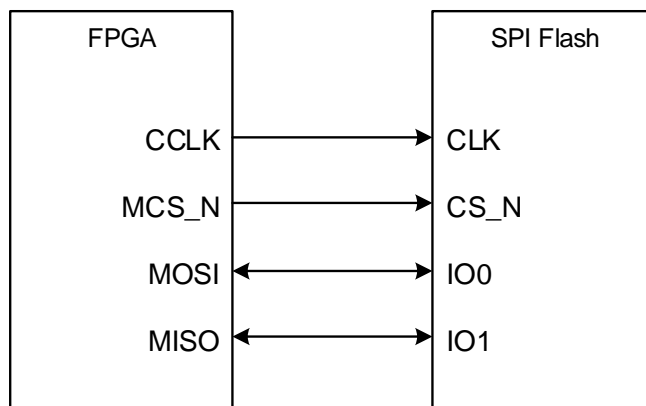 FPGA
SPI Flash
CCLK
CLK
MCS_N
CS_N
MOSI
IO0
MISO
IO1